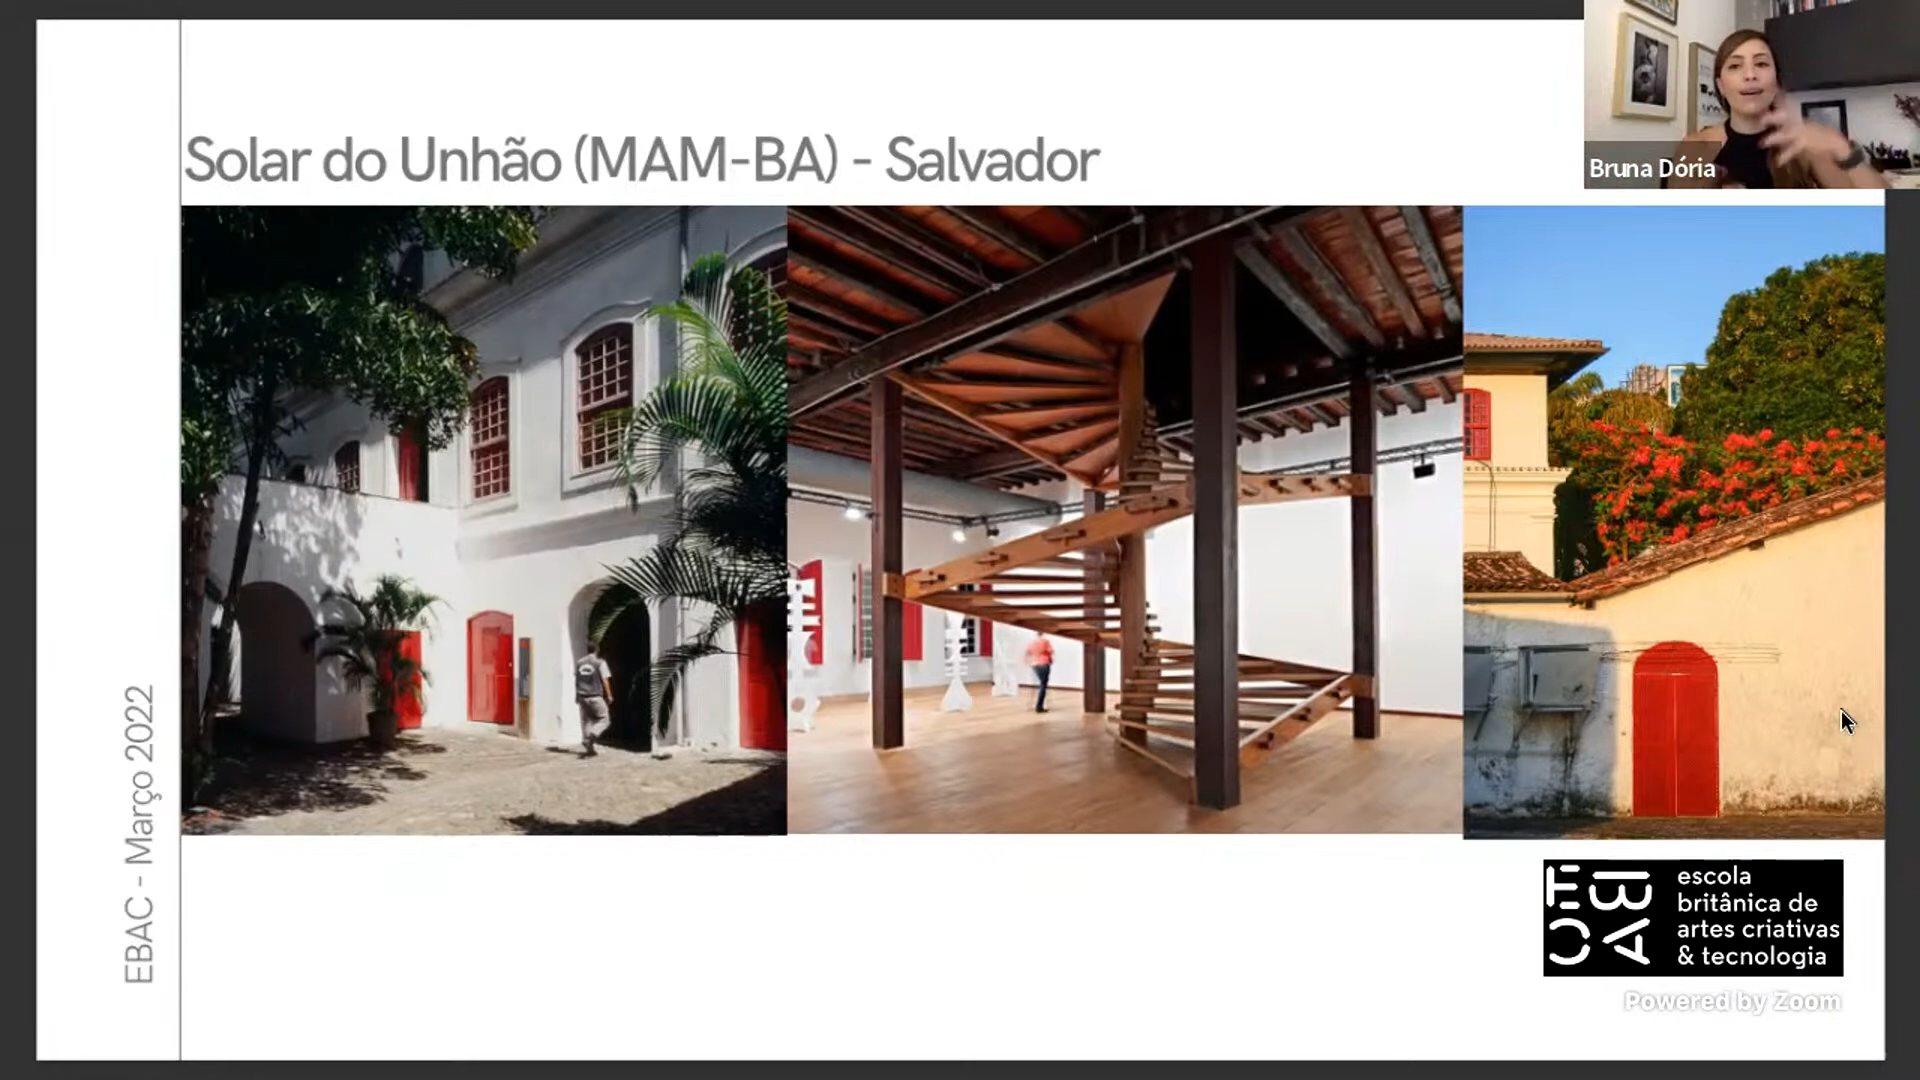 Solar do Unhão (MAM-BA) - Salvador
Bruna Dória
EBAC - Março 2022
EBAC
escola
britânica de
artes criativas
& tecnologia
Powered by Zoom